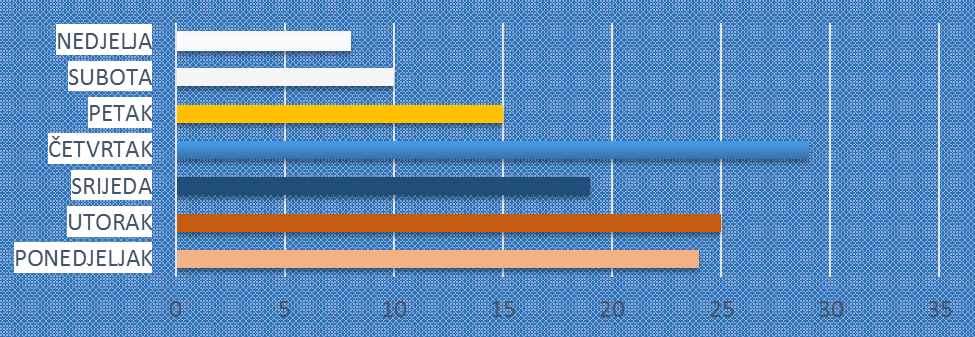 NEDJELJA
SUBOTA
PETAK
ČETVRTAK
SRIJEDA
UTORAK
PONEDJELJAK
0 5 10 15 20 25 30 35